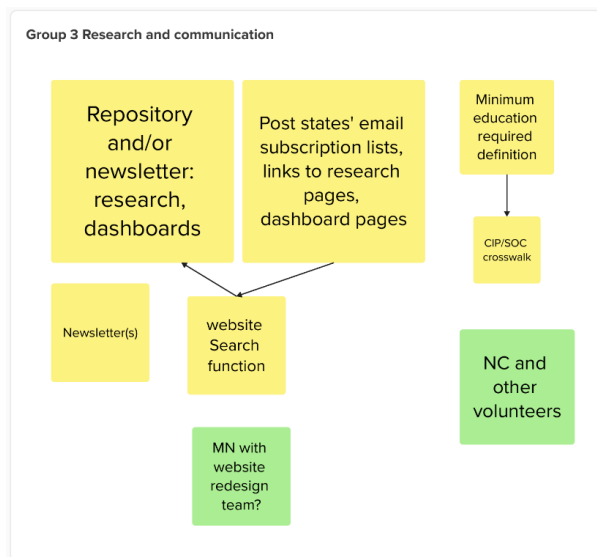 Group 3 Research and communication
Repository
and/or
newsletter:
research,
dashboards
Post states' email
subscription lists,
links to research
pages,
dashboard pages
Minimum
education
required
definition
CIP/SOC
crosswalk
Newsletter(s)
website
Search
function
NC and
other
volunteers
MN with
website
redesign
team?